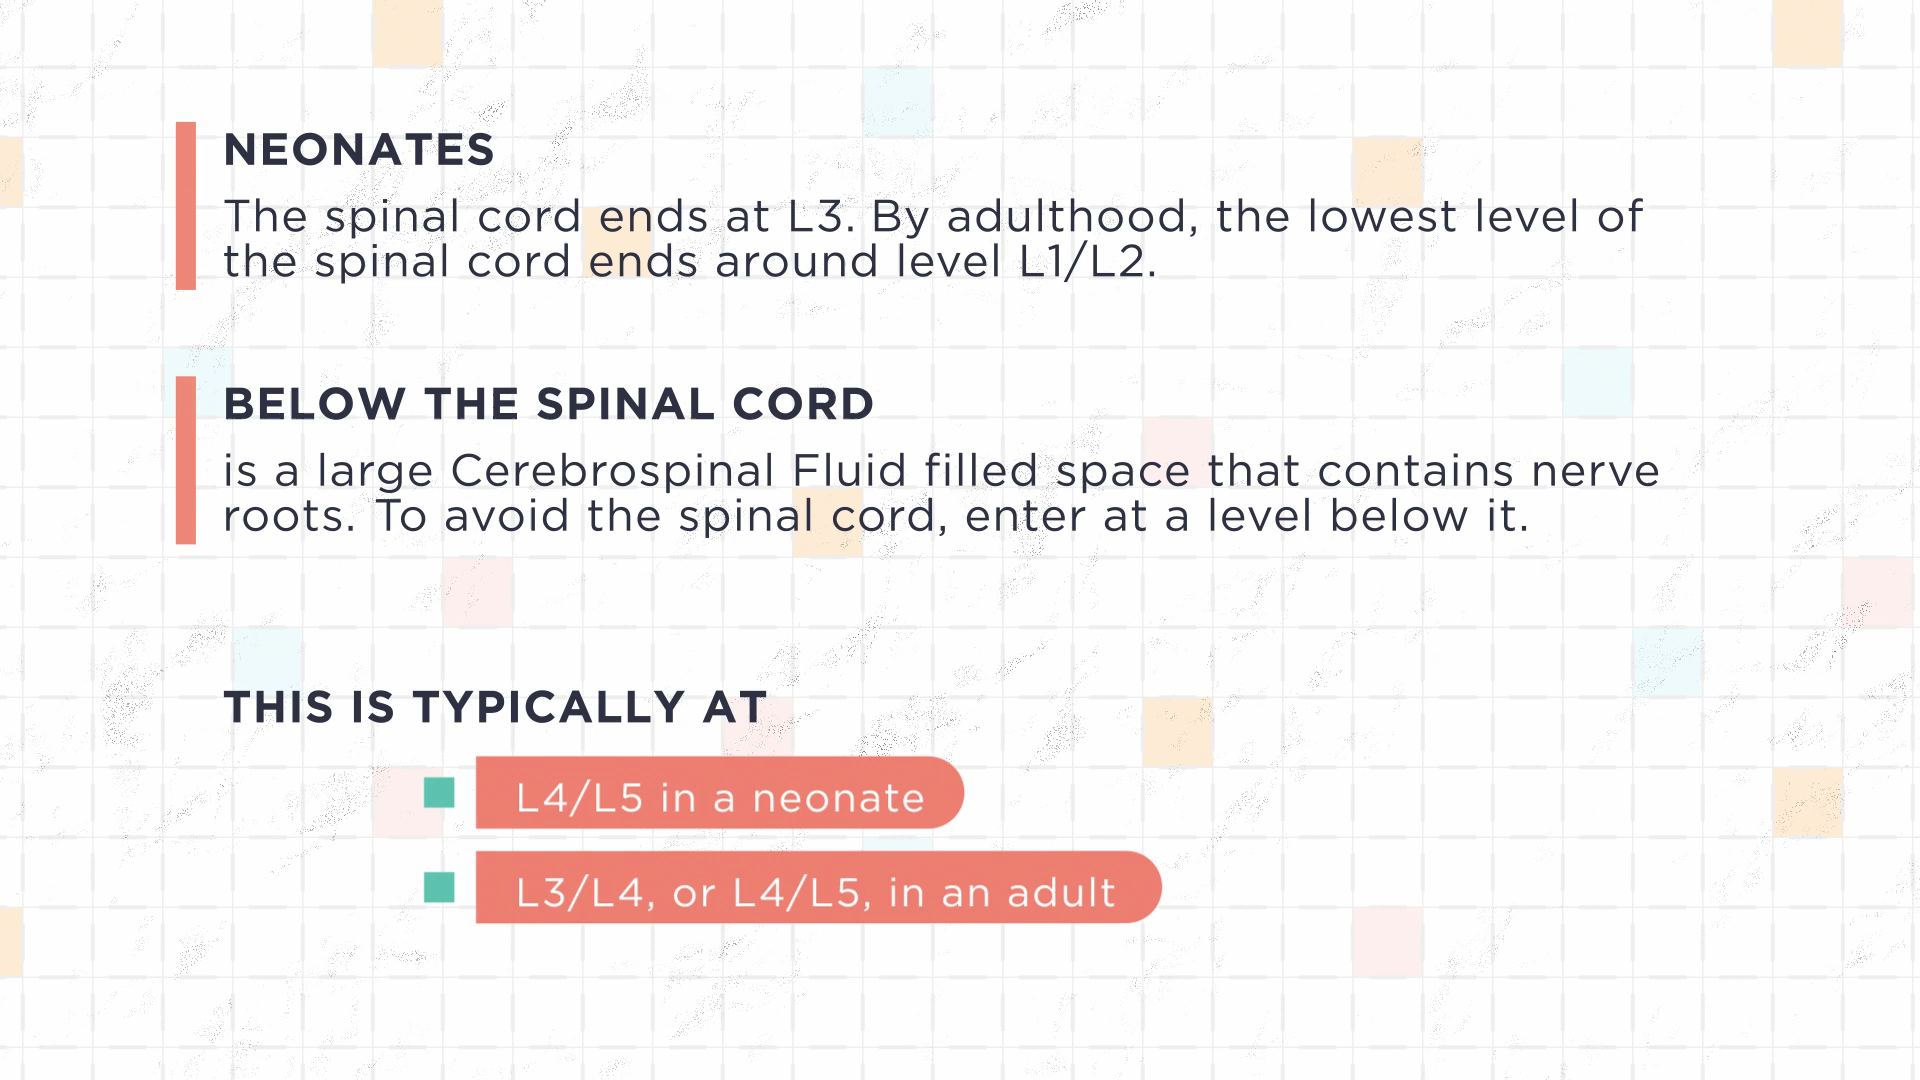 NEONATES
The spinal cord ends at L3. By adulthood, the lowest level of
the spinal cord ends around level L1/L2.
BELOW THE SPINAL CORD
is a large Cerebrospinal Fluid filled space that contains nerve
roots. To avoid the spinal cord, enter at a level below it.
THIS IS TYPICALLY AT
L4/L5 in a neonate
L3/L4, or L4/L5, in an adult